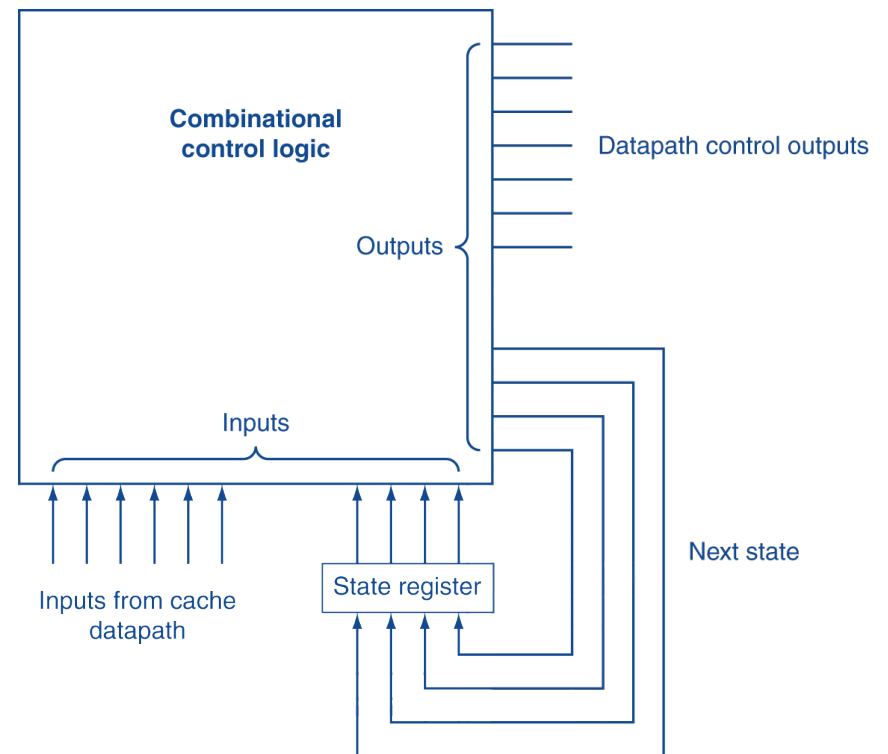 Combinational
control logic
Datapath control outputs
Outputs
Inputs
Next state
State register
Inputs from cache
datapath